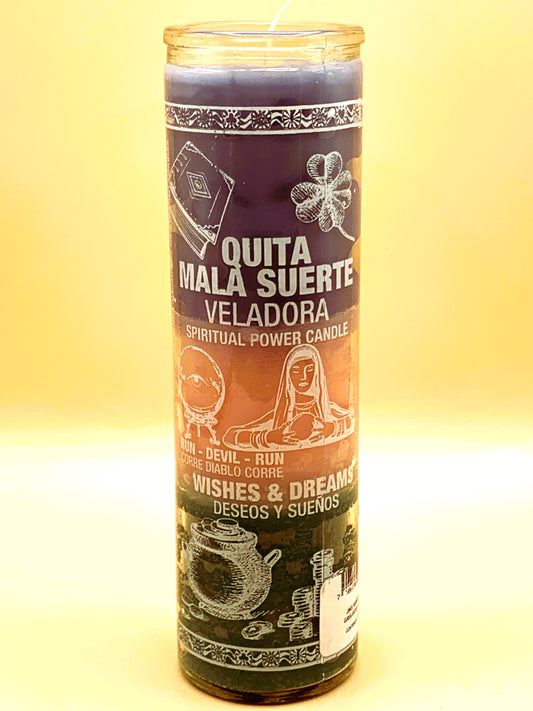 QUITA
MALA SUERTE
VELADORA
SPIRITUAL POWER CANDLE
RUN - DEVIL - RUN
CORRE DIABLO CORRE
WISHES & DREAMS
DESEOS Y SUEÑOS